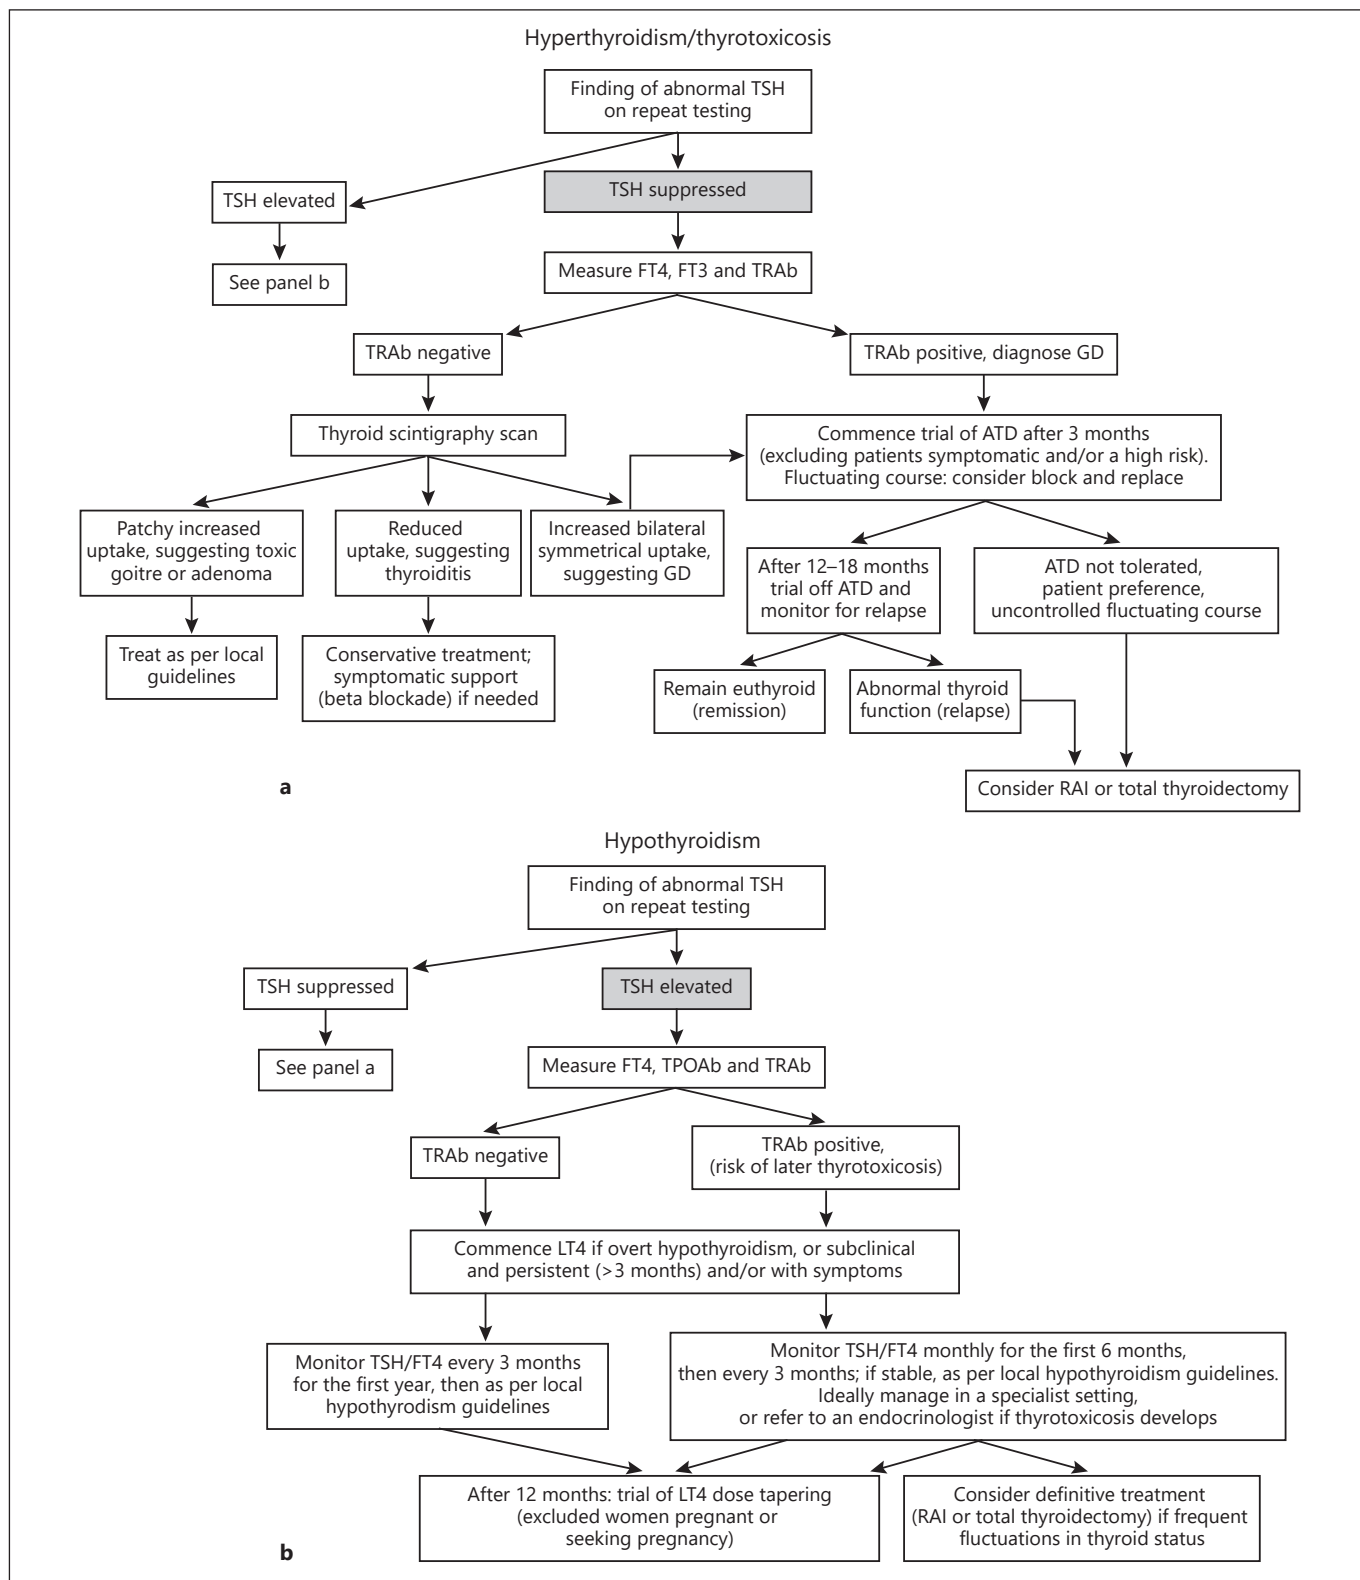 Hyperthyroidism/thyrotoxicosis
Finding of abnormal TSH
on repeat testing
TSH elevated
TSH suppressed
See panel b
Measure FT4, FT3 and TRAb
TRAb negative
TRAb positive, diagnose GD
Thyroid scintigraphy scan
Commence trial of ATD after 3 months
(excluding patients symptomatic and/or a high risk).
Fluctuating course: consider block and replace
Patchy increased
uptake, suggesting toxic
goitre or adenoma
Reduced
uptake, suggesting
thyroiditis
Increased bilateral
symmetrical uptake,
suggesting GD
After 12–18 months
trial off ATD and
monitor for relapse
ATD not tolerated,
patient preference,
uncontrolled fluctuating course
Treat as per local
guidelines
Conservative treatment;
symptomatic support
(beta blockade) if needed
Remain euthyroid
(remission)
Abnormal thyroid
function (relapse)
Consider RAI or total thyroidectomy
a
Hypothyroidism
Finding of abnormal TSH
on repeat testing
TSH suppressed
TSH elevated
See panel a
Measure FT4, TPOAb and TRAb
TRAb negative
TRAb positive,
(risk of later thyrotoxicosis)
Commence LT4 if overt hypothyroidism, or subclinical
and persistent (>3 months) and/or with symptoms
Monitor TSH/FT4 every 3 months
for the first year, then as per local
hypothyrodism guidelines
Monitor TSH/FT4 monthly for the first 6 months,
then every 3 months; if stable, as per local hypothyroidism guidelines.
Ideally manage in a specialist setting,
or refer to an endocrinologist if thyrotoxicosis develops
After 12 months: trial of LT4 dose tapering
(excluded women pregnant or
seeking pregnancy)
Consider definitive treatment
(RAI or total thyroidectomy) if frequent
fluctuations in thyroid status
b